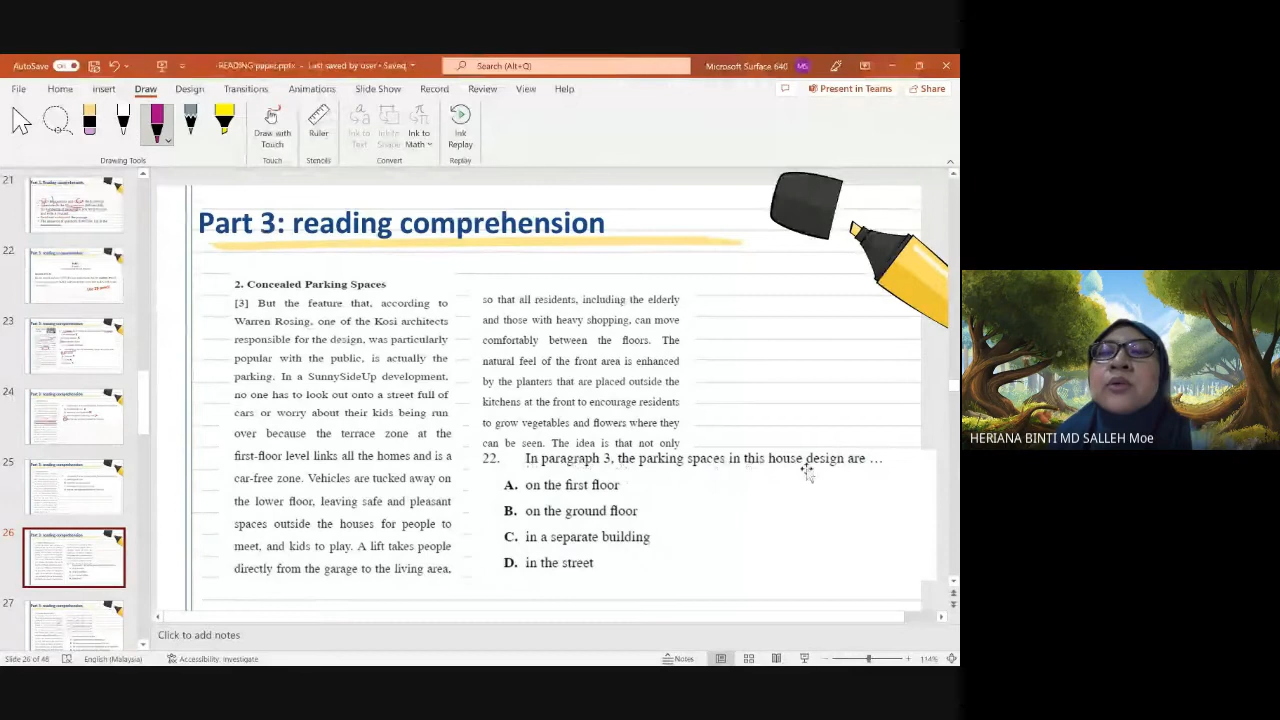 AutoSave
Last saved by user • Saved
Search (Alt+Q)
Microsoft Surface 640
MS
File
Home
Insert
Draw
Design
Transitions
Animations
Slide Show
Record
Review
View
Help
Present in Teams
Share
Draw with Touch
Ruler
Ink to Text
Ink to Shape
Ink to Math
Ink Replay
Drawing Tools
Touch
Stencils
Convert
Replay
21
22
23
24
25
26
27
Part 3: reading comprehension
2. Concealed Parking Spaces
[3] But the feature that, according to
Warren Rosing, one of the Kosi architects
responsible for the design, was particularly
popular with the public, is actually the
parking. In a SunnySideUp development,
no one has to look out onto a street full of
cars or worry about their kids being run
over because the terrace zone at the
first-floor level links all the homes and is a
car-free zone. Vehicles are tucked away on
the lower floor, leaving safe and pleasant
spaces outside the houses for people to
meet, and kids to play. A lift takes people
directly from the garage to the living area,
so that all residents, including the elderly
and those with heavy shopping, can move
comfortably between the floors. The
natural feel of the front area is enhanced
by the planters that are placed outside the
kitchens at the front to encourage residents
to grow vegetables and flowers where they
can be seen. The idea is that not only
22. In paragraph 3, the parking spaces in this house design are …
A. on the first floor
B. on the ground floor
C. in a separate building
D. in the street
Click to add notes
Slide 26 of 48
English (Malaysia)
Accessibility: Investigate
Notes
114%
HERIANA BINTI MD SALLEH Moe